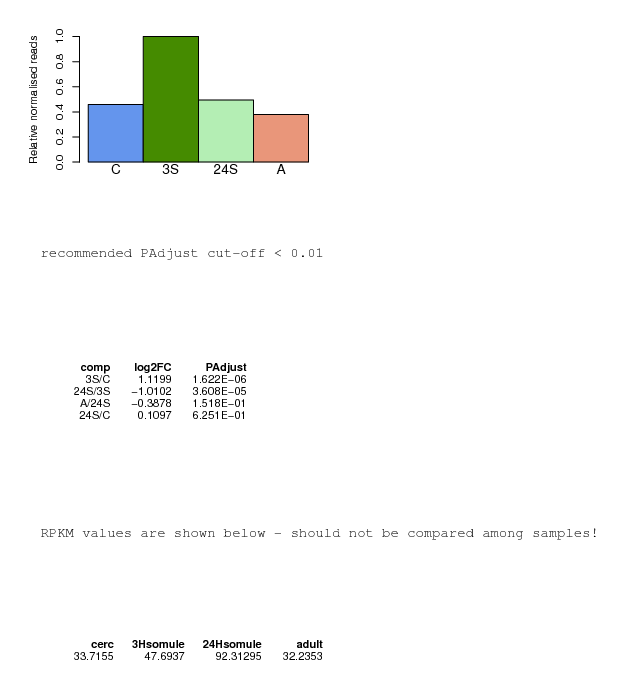 Relative normalised reads
1.0
0.8
0.6
0.4
0.2
0.0
C 3S 24S A
recommended PAdjust cut-off < 0.01
comp log2FC PAdjust
3S/C 1.1199 1.622E-06
24S/3S -1.0102 3.608E-05
A/24S -0.3878 1.518E-01
24S/C 0.1097 6.251E-01
RPKM values are shown below - should not be compared among samples!
cerc 3Hsomule 24Hsomule adult
33.7155 47.6937 92.31295 32.2353